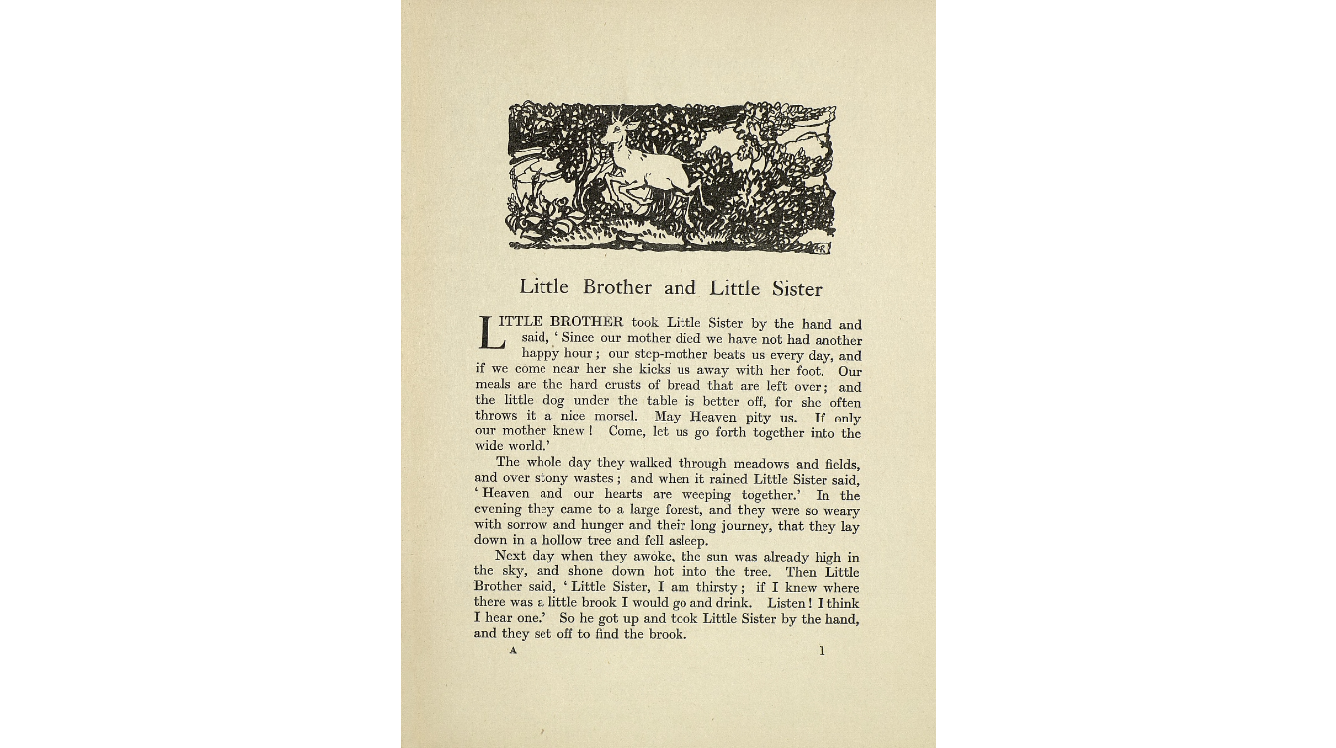 Little Brother and Little Sister
LITTLE BROTHER took Little Sister by the hand and
said, ‘ Since our mother died we have not had another
happy hour ; our step-mother beats us every day, and
if we come near her she kicks us away with her foot. Our
meals are the hard crusts of bread that are left over ; and
the little dog under the table is better off, for she often
throws it a nice morsel. May Heaven pity us. If only
our mother knew ! Come, let us go forth together into the
wide world.’
The whole day they walked through meadows and fields,
and over stony wastes ; and when it rained Little Sister said,
‘ Heaven and our hearts are weeping together.’ In the
evening they came to a large forest, and they were so weary
with sorrow and hunger and their long journey, that they lay
down in a hollow tree and fell asleep.
Next day when they awoke, the sun was already high in
the sky, and shone down hot into the tree. Then Little
Brother said, ‘ Little Sister, I am thirsty ; if I knew where
there was a little brook I would go and drink. Listen ! I think
I hear one.’ So he got up and took Little Sister by the hand,
and they set off to find the brook.
A 1